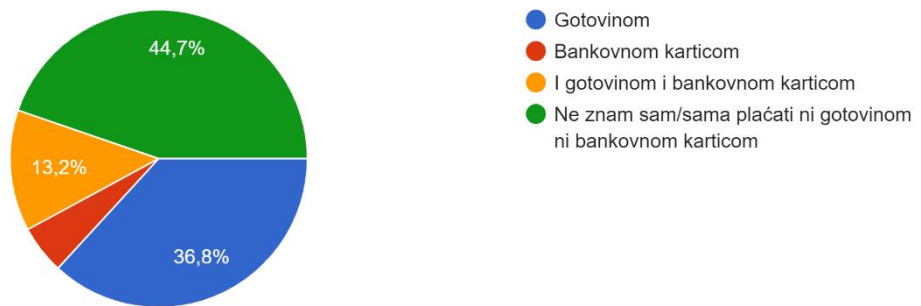 44,7%
13,2%
36,8%
Gotovinom
Bankovnom karticom
I gotovinom i bankovnom karticom
Ne znam sam/sama plaćati ni gotovinom
ni bankovnom karticom